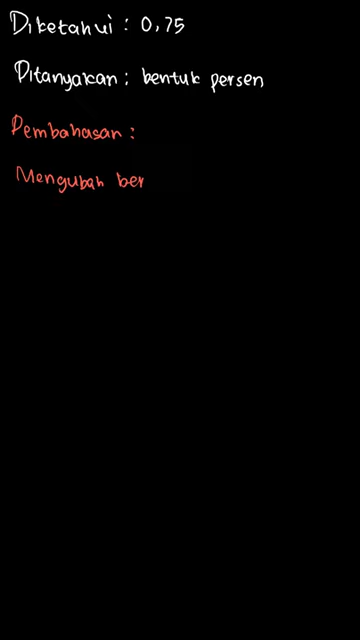 Diketahui : 0,75
Ditanyakan : bentuk persen
Pembahasan :
Mengubah ber